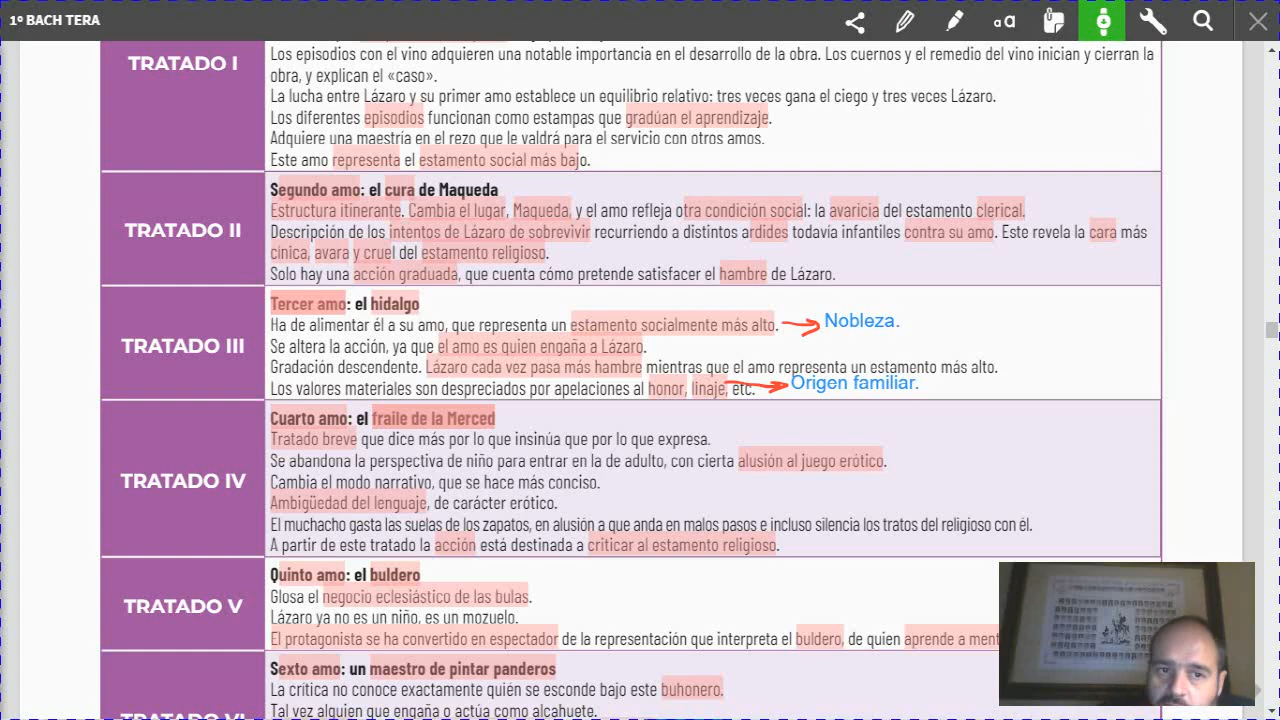 1º BACH TERA
aa
TRATADO I
Los episodios con el vino adquieren una notable importancia en el desarrollo de la obra. Los cuernos y el remedio del vino inician y cierran la
obra, y explican el «caso».
La lucha entre Lázaro y su primer amo establece un equilibrio relativo: tres veces gana el ciego y tres veces Lázaro.
Los diferentes episodios funcionan como estampas que gradúan el aprendizaje.
Adquiere una maestría en el rezo que le valdrá para el servicio con otros amos.
Este amo representa el estamento social más bajo.
TRATADO II
Segundo amo: el cura de Maqueda
Estructura itinerante. Cambia el lugar, Maqueda, y el amo refleja otra condición social: la avaricia del estamento clerical.
Descripción de los intentos de Lázaro de sobrevivir recurriendo a distintos ardides todavía infantiles contra su amo. Este revela la cara más
cínica, avara y cruel del estamento religioso.
Solo hay una acción graduada, que cuenta cómo pretende satisfacer el hambre de Lázaro.
TRATADO III
Tercer amo: el hidalgo
Ha de alimentar él a su amo, que representa un estamento socialmente más alto. Nobleza.
Se altera la acción, ya que el amo es quien engaña a Lázaro.
Gradación descendente. Lázaro cada vez pasa más hambre mientras que el amo representa un estamento más alto.
Los valores materiales son despreciados por apelaciones al honor, linaje, etc. Origen familiar.
TRATADO IV
Cuarto amo: el fraile de la Merced
Tratado breve que dice más por lo que insinúa que por lo que expresa.
Se abandona la perspectiva de niño para entrar en la de adulto, con cierta alusión al juego erótico.
Cambia el modo narrativo, que se hace más conciso.
Ambigüedad del lenguaje, de carácter erótico.
El muchacho gasta las suelas de los zapatos, en alusión a que anda en malos pasos e incluso silencia los tratos del religioso con él.
A partir de este tratado la acción está destinada a criticar al estamento religioso.
TRATADO V
Quinto amo: el buldero
Glosa el negocio eclesiástico de las bulas.
Lázaro ya no es un niño, es un mozuelo.
El protagonista se ha convertido en espectador de la representación que interpreta el buldero, de quien aprende a ment
Sexto amo: un maestro de pintar panderos
La crítica no conoce exactamente quién se esconde bajo este buhonero.
Tal vez alguien que engaña o actúa como alcahuete.
TRATADO VI